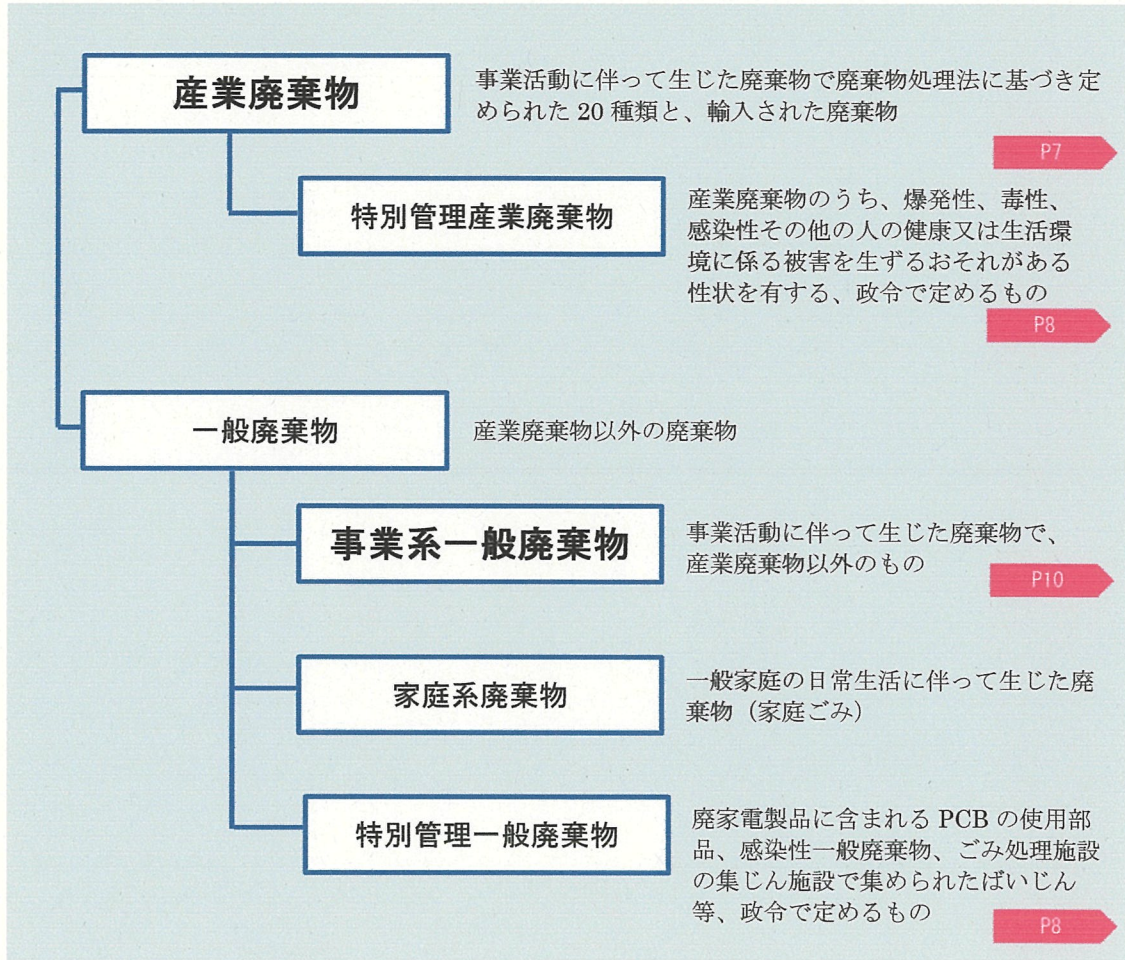 産業廃棄物
事業活動に伴って生じた廃棄物で廃棄物処理法に基づき定
められた 20 種類と、輸入された廃棄物
P7
特別管理産業廃棄物
産業廃棄物のうち、爆発性、毒性、
感染性その他の人の健康又は生活環
境に係る被害を生ずるおそれがある
性状を有する、政令で定めるもの
P8
一般廃棄物
産業廃棄物以外の廃棄物
事業系一般廃棄物
事業活動に伴って生じた廃棄物で、
産業廃棄物以外のもの
P10
家庭系廃棄物
一般家庭の日常生活に伴って生じた廃
棄物（家庭ごみ）
特別管理一般廃棄物
廃家電製品に含まれる PCB の使用部
品、感染性一般廃棄物、ごみ処理施設
の集じん施設で集められたばいじん
等、政令で定めるもの
P8